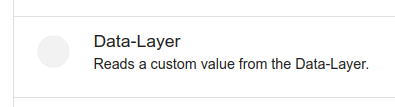 Data-Layer
Reads a custom value from the Data-Layer.